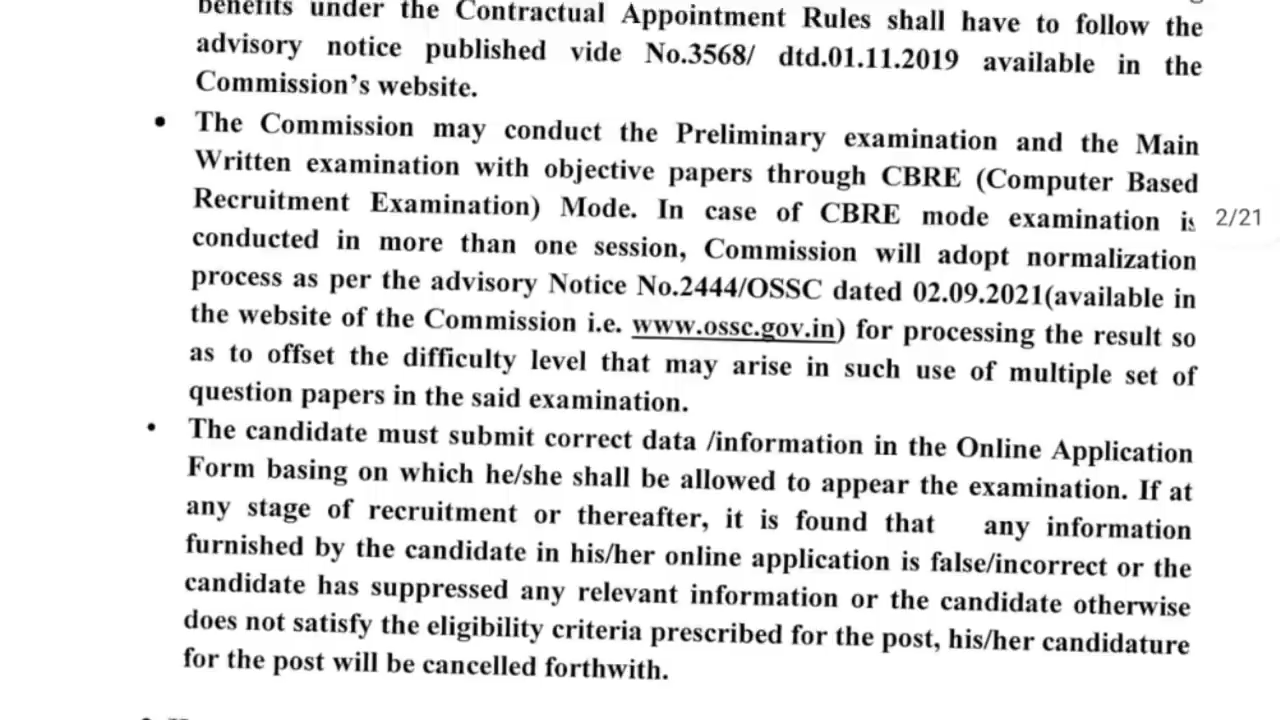 benefits under the Contractual Appointment Rules shall have to follow the
advisory notice published vide No.3568/ dtd.01.11.2019 available in the
Commission's website.
• The Commission may conduct the Preliminary examination and the Main
Written examination with objective papers through CBRE (Computer Based
Recruitment Examination) Mode. In case of CBRE mode examination is
2/21
conducted in more than one session, Commission will adopt normalization
process as per the advisory Notice No.2444/OSSC dated 02.09.2021(available in
the website of the Commission i.e. www.ossc.gov.in) for processing the result so
as to offset the difficulty level that may arise in such use of multiple set of
question papers in the said examination.
• The candidate must submit correct data /information in the Online Application
Form basing on which he/she shall be allowed to appear the examination. If at
any stage of recruitment or thereafter, it is found that any information
furnished by the candidate in his/her online application is false/incorrect or the
candidate has suppressed any relevant information or the candidate otherwise
does not satisfy the eligibility criteria prescribed for the post, his/her candidature
for the post will be cancelled forthwith.